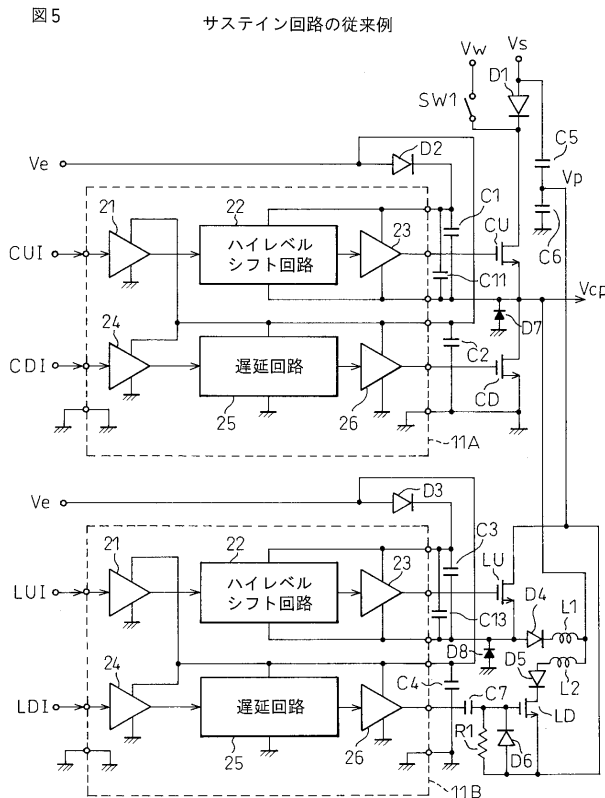 図5
サステイン回路の従来例
Vw
Vs
D1
SW1
C5
Vp
Ve
D2
C1
CU
C6
21
22
23
CUI
ハイレベル
シフト回路
C11
Vcp
D7
24
CDI
遅延回路
C2
CD
25
26
11A
Ve
D3
C3
21
22
23
LU
LUI
ハイレベル
シフト回路
D4
L1
C13
D8
D5
L2
24
C4
C7
LDI
遅延回路
LD
R1
D6
25
26
11B